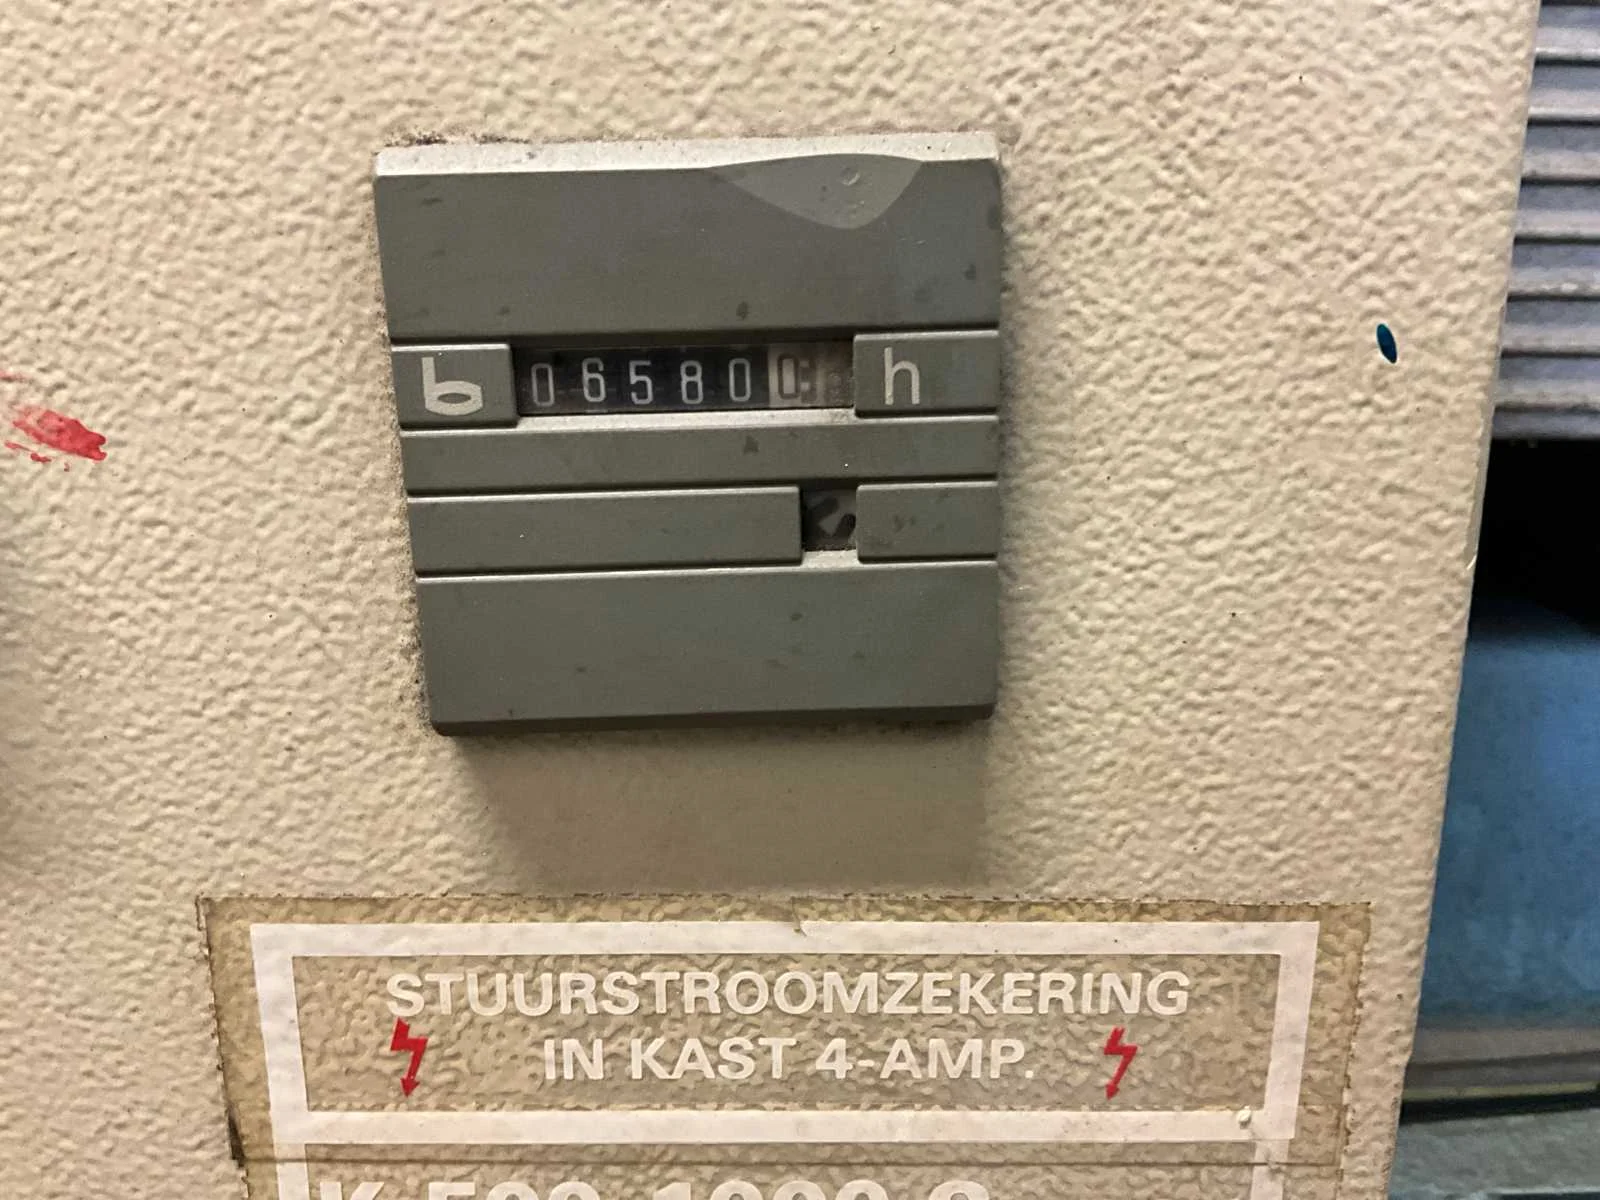 b 065800 h
STUURSTROOMZEKERING
IN KAST 4-AMP.